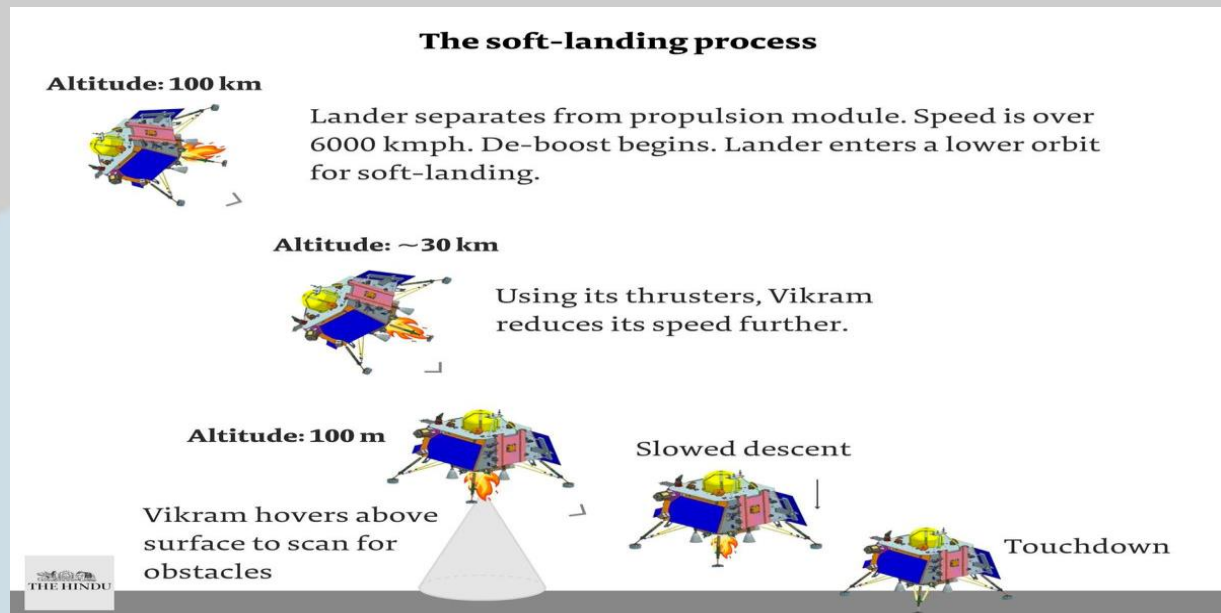 The soft-landing process
Altitude: 100 km
Lander separates from propulsion module. Speed is over
6000 kmph. De-boost begins. Lander enters a lower orbit
for soft-landing.
Altitude: ~30 km
Using its thrusters, Vikram
reduces its speed further.
Altitude: 100 m
Vikram hovers above
surface to scan for
obstacles
Slowed descent
Touchdown
THE HINDU